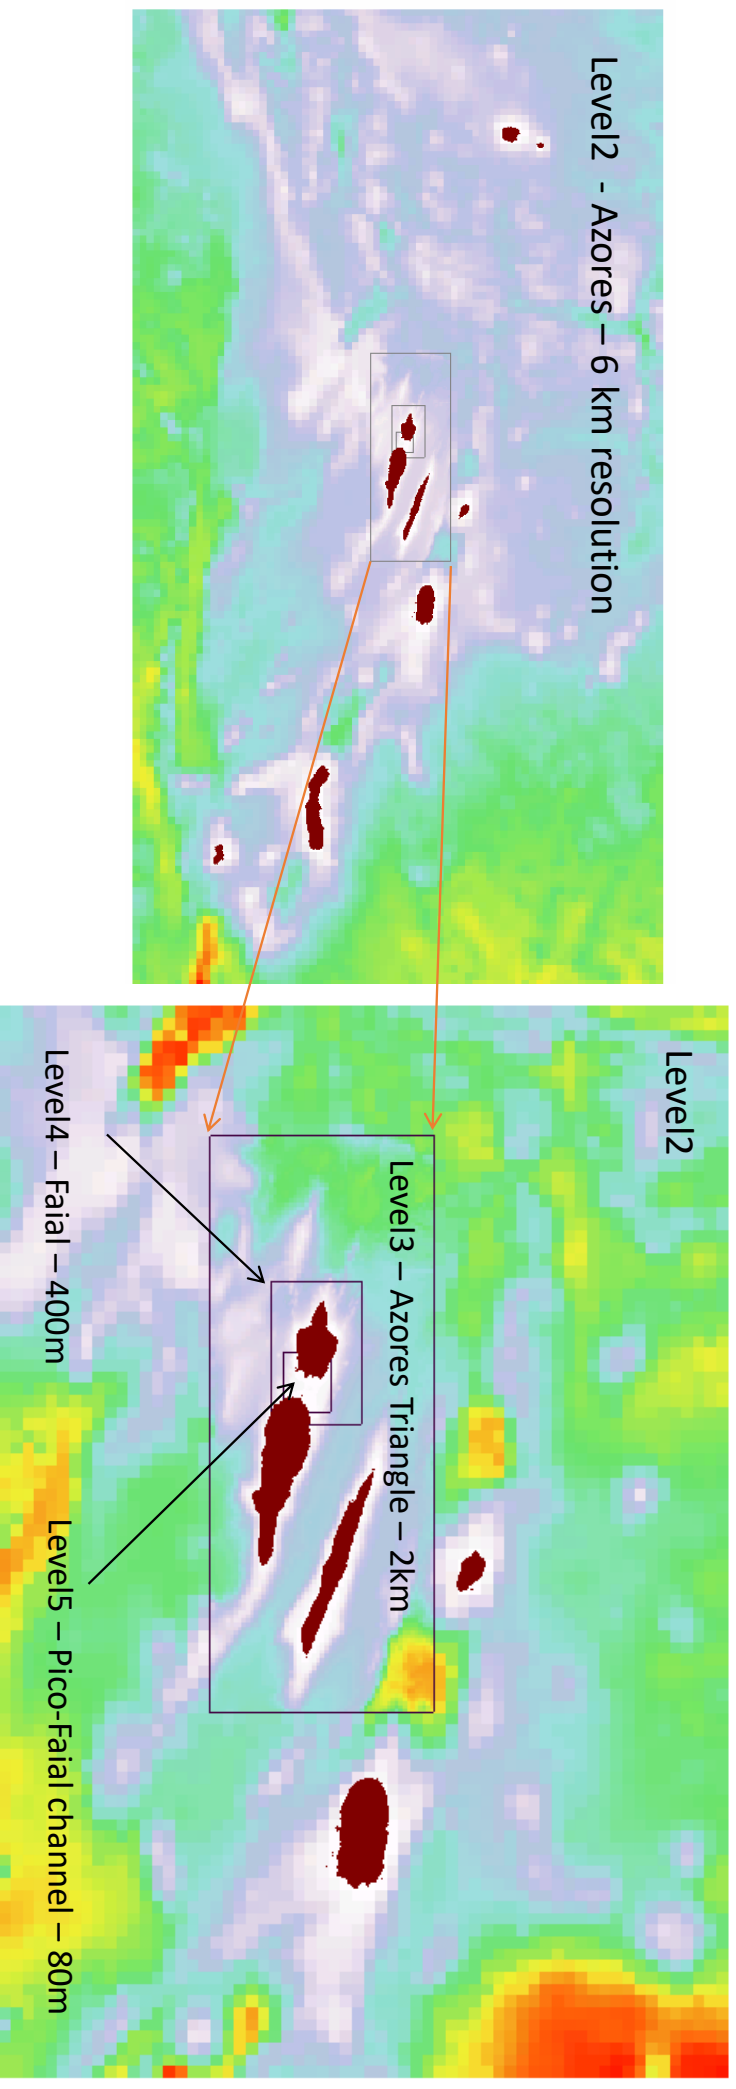 Level2 - Azores – 6 km resolution
Level2
Level3 – Azores Triangle – 2km
Level4 – Faial – 400m
Level5 – Pico-Faial channel – 80m